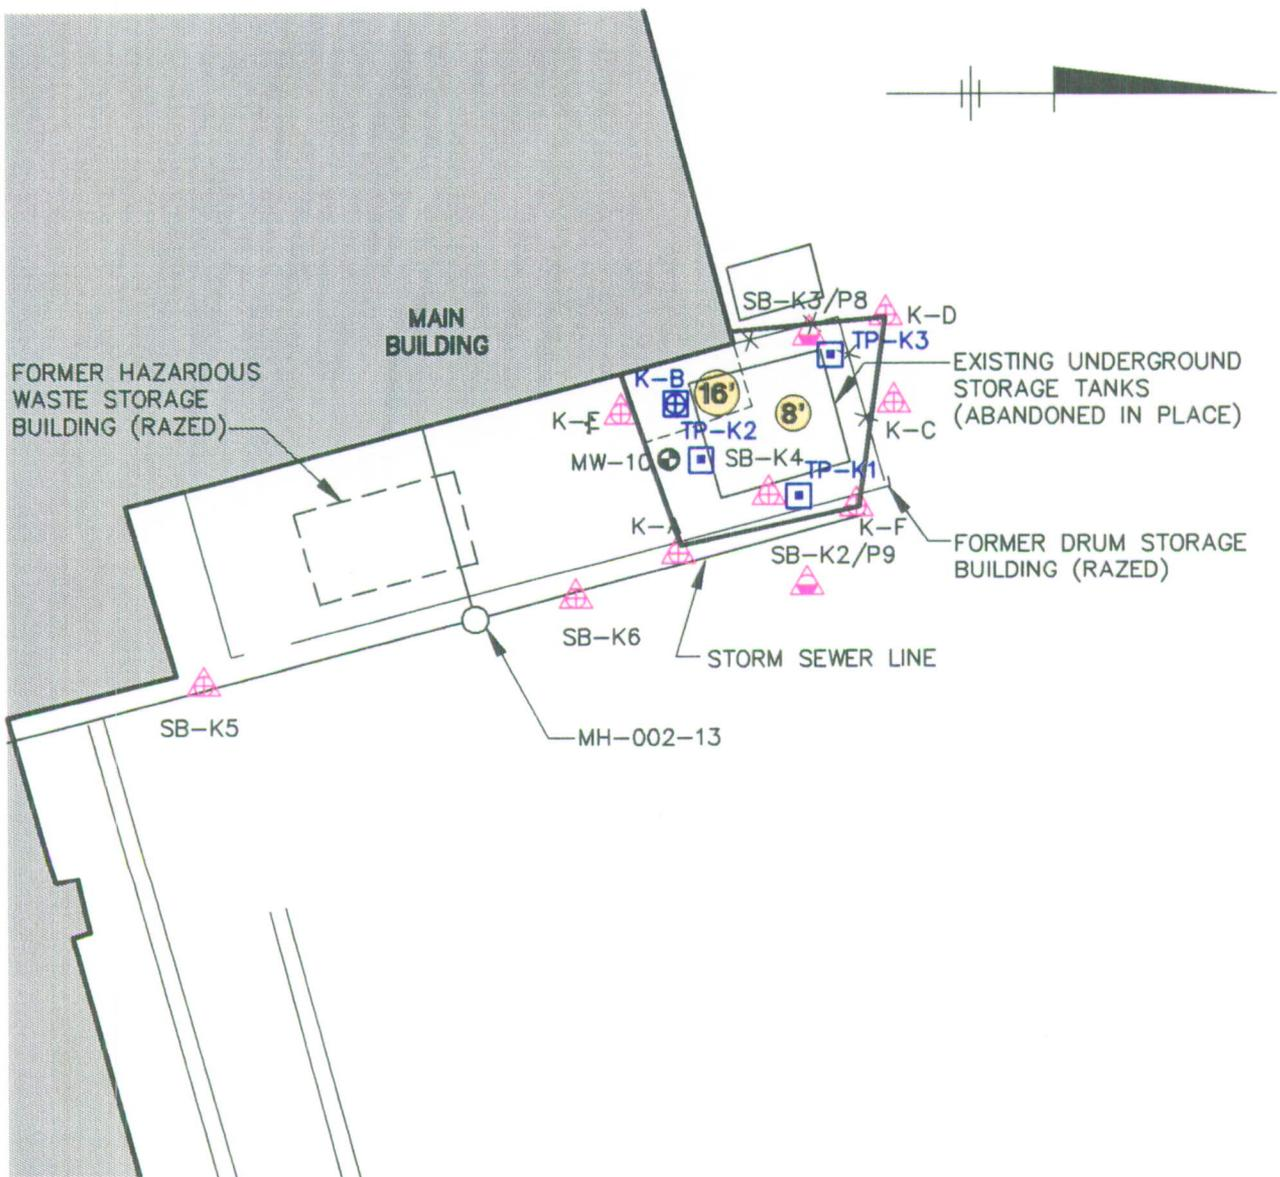 MAIN
BUILDING
FORMER HAZARDOUS
WASTE STORAGE
BUILDING (RAZED)
SB-K3/P8
K-D
TP-K3
EXISTING UNDERGROUND
STORAGE TANKS
(ABANDONED IN PLACE)
K-B
16'
8'
K-E
K-C
TP-K2
MW-10
SB-K4
TP-K1
K-A
K-F
SB-K2/P9
FORMER DRUM STORAGE
BUILDING (RAZED)
SB-K6
STORM SEWER LINE
SB-K5
MH-002-13